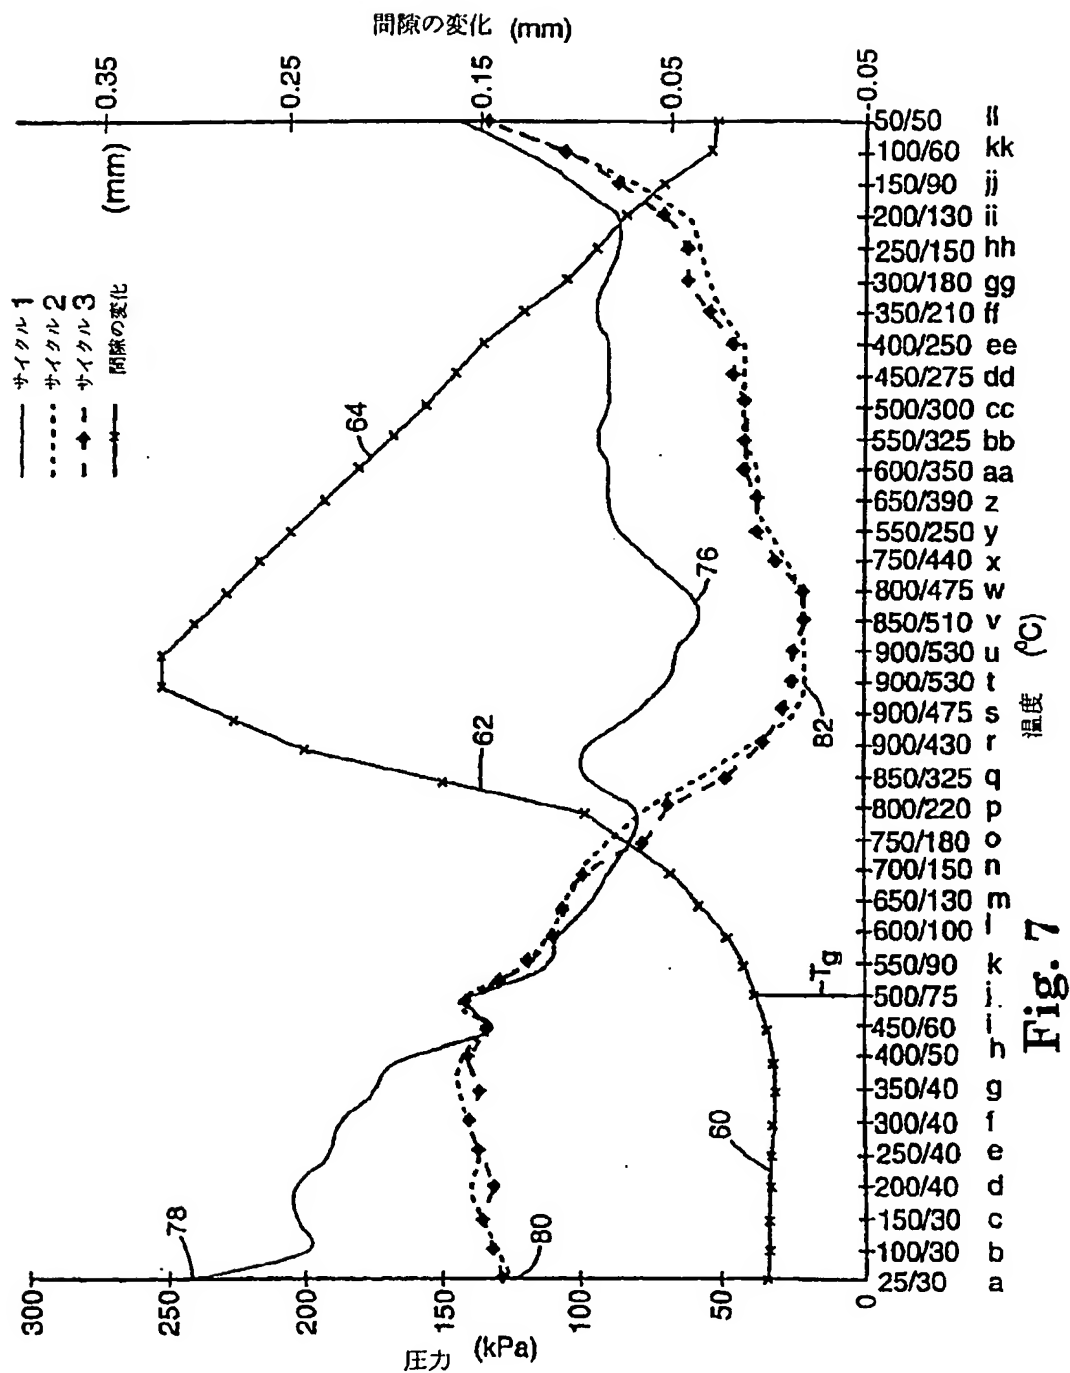 サイクル 1
サイクル 2
サイクル 3
間隙の変化
(mm)
間隙の変化 (mm)
0.35
0.25
0.15
0.05
0.05
圧力 (kPa)
300
250
200
150
100
50
0
78
80
60
62
64
76
82
Tg
25/30 a
100/30 b
150/30 c
200/40 d
250/40 e
300/40 f
350/40 g
400/50 h
450/60 i
500/75 j
550/90 k
600/100 l
650/130 m
700/150 n
750/180 o
800/220 p
850/325 q
900/430 r
900/475 s
900/530 t
900/530 u
850/510 v
800/475 w
750/440 x
550/250 y
650/390 z
600/350 aa
550/325 bb
500/300 cc
450/275 dd
400/250 ee
350/210 ff
300/180 gg
250/150 hh
200/130 ii
150/90 jj
100/60 kk
50/50 ll
温度 (°C)
Fig. 7